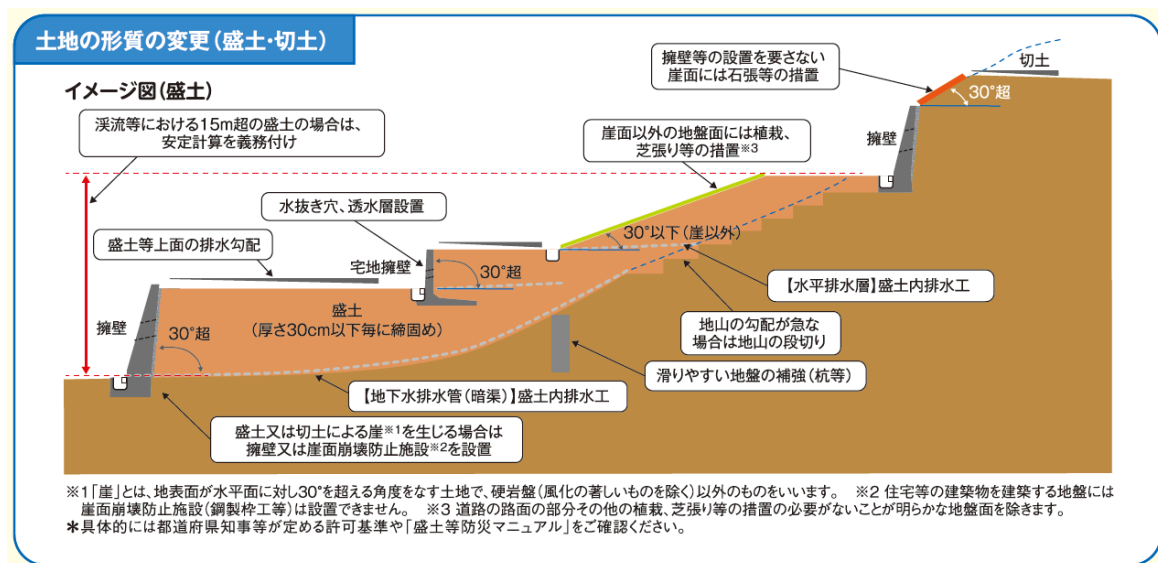 土地の形質の変更(盛土・切土)
イメージ図(盛土)
渓流等における15m超の盛土の場合は、
安定計算を義務付け
擁壁等の設置を要さない
崖面には石張等の措置
切土
30°超
擁壁
崖面以外の地盤面には植栽、
芝張り等の措置※3
水抜き穴、透水層設置
盛土等上面の排水勾配
宅地擁壁
30°超
30°以下(崖以外)
【水平排水層】盛土内排水工
擁壁
30°超
盛土
(厚さ30cm以下毎に締固め)
地山の勾配が急な
場合は地山の段切り
滑りやすい地盤の補強(杭等)
【地下水排水管(暗渠)】盛土内排水工
盛土又は切土による崖※1を生じる場合は
擁壁又は崖面崩壊防止施設※2を設置
※1「崖」とは、地表面が水平面に対し30°を超える角度をなす土地で、硬岩盤(風化の著しいものを除く)以外のものをいいます。 ※2 住宅等の建築物を建築する地盤には
崖面崩壊防止施設(鋼製枠工等)は設置できません。 ※3 道路の路面の部分その他の植栽、芝張り等の措置の必要がないことが明らかな地盤面を除きます。
＊具体的には都道府県知事等が定める許可基準や「盛土等防災マニュアル」をご確認ください。